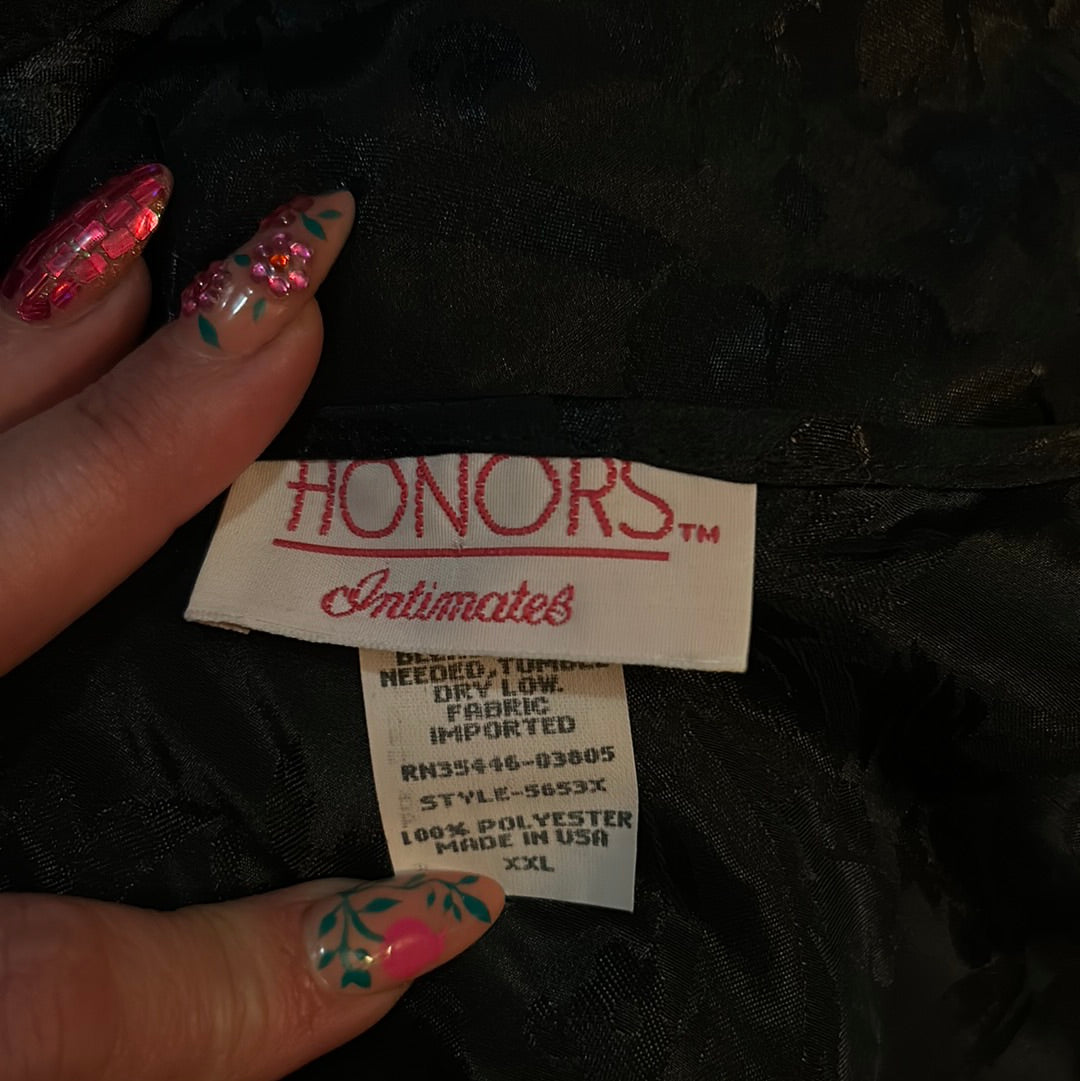 HONORS™
Intimates
NEEDED, TUMBLE
DRY LOW.
FABRIC
IMPORTED
RN35446-03805
STYLE-5653X
100% POLYESTER
MADE IN USA
XXL